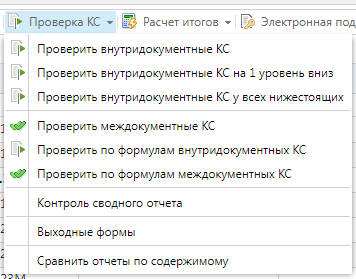 Проверка КС Расчет итогов Электронная под
Проверить внутридокументные КС
Проверить внутридокументные КС на 1 уровень вниз
Проверить внутридокументные КС у всех нижестоящих
Проверить междокументные КС
Проверить по формулам внутридокументных КС
Проверить по формулам междокументных КС
Контроль сводного отчета
Выходные формы
Сравнить отчеты по содержимому